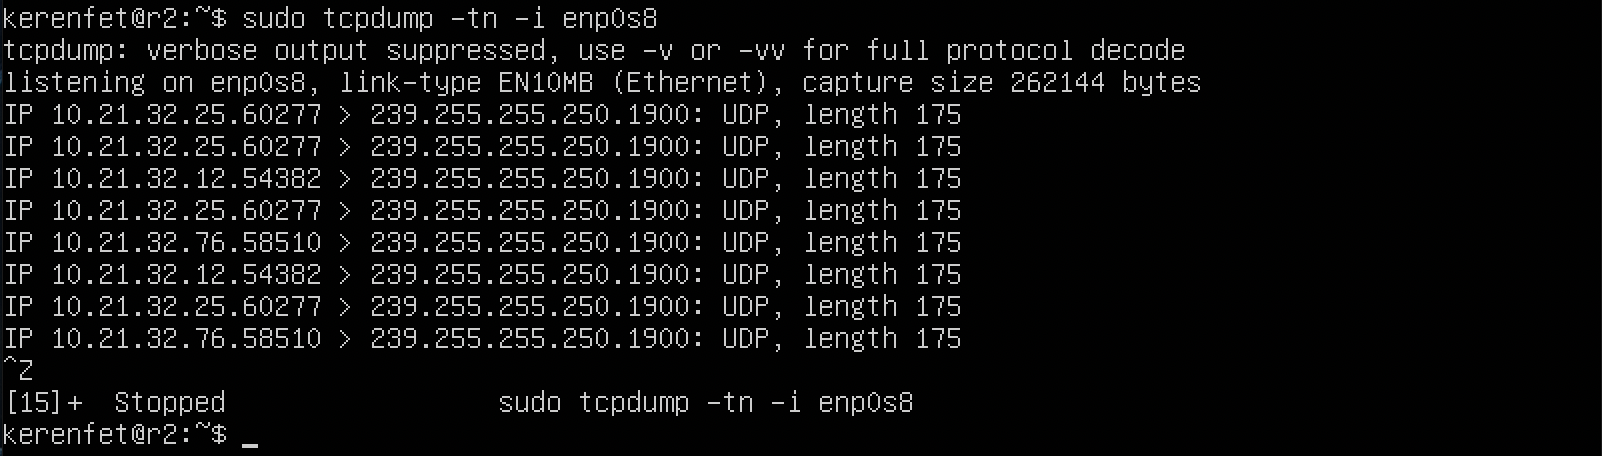 kerenfet@r2:~$ sudo tcpdump -tn -i enp0s8
tcpdump: verbose output suppressed, use -v or -vv for full protocol decode
listening on enp0s8, link-type EN10MB (Ethernet), capture size 262144 bytes
IP 10.21.32.25.60277 > 239.255.255.250.1900: UDP, length 175
IP 10.21.32.25.60277 > 239.255.255.250.1900: UDP, length 175
IP 10.21.32.12.54382 > 239.255.255.250.1900: UDP, length 175
IP 10.21.32.25.60277 > 239.255.255.250.1900: UDP, length 175
IP 10.21.32.76.58510 > 239.255.255.250.1900: UDP, length 175
IP 10.21.32.12.54382 > 239.255.255.250.1900: UDP, length 175
IP 10.21.32.25.60277 > 239.255.255.250.1900: UDP, length 175
IP 10.21.32.76.58510 > 239.255.255.250.1900: UDP, length 175
^Z
[15]+  Stopped                 sudo tcpdump -tn -i enp0s8
kerenfet@r2:~$ _